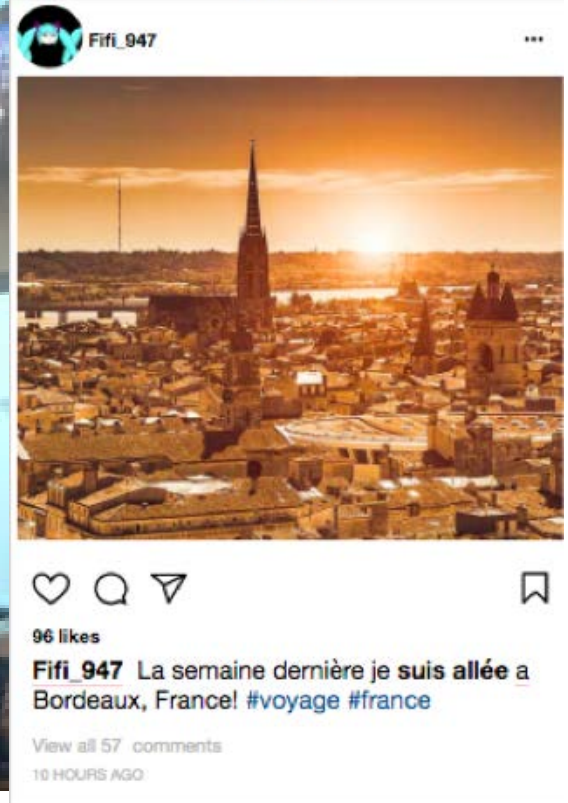 Fifi_947
96 likes
Fifi_947 La semaine dernière je suis allée a
Bordeaux, France! #voyage #france
View all 57 comments
10 HOURS AGO